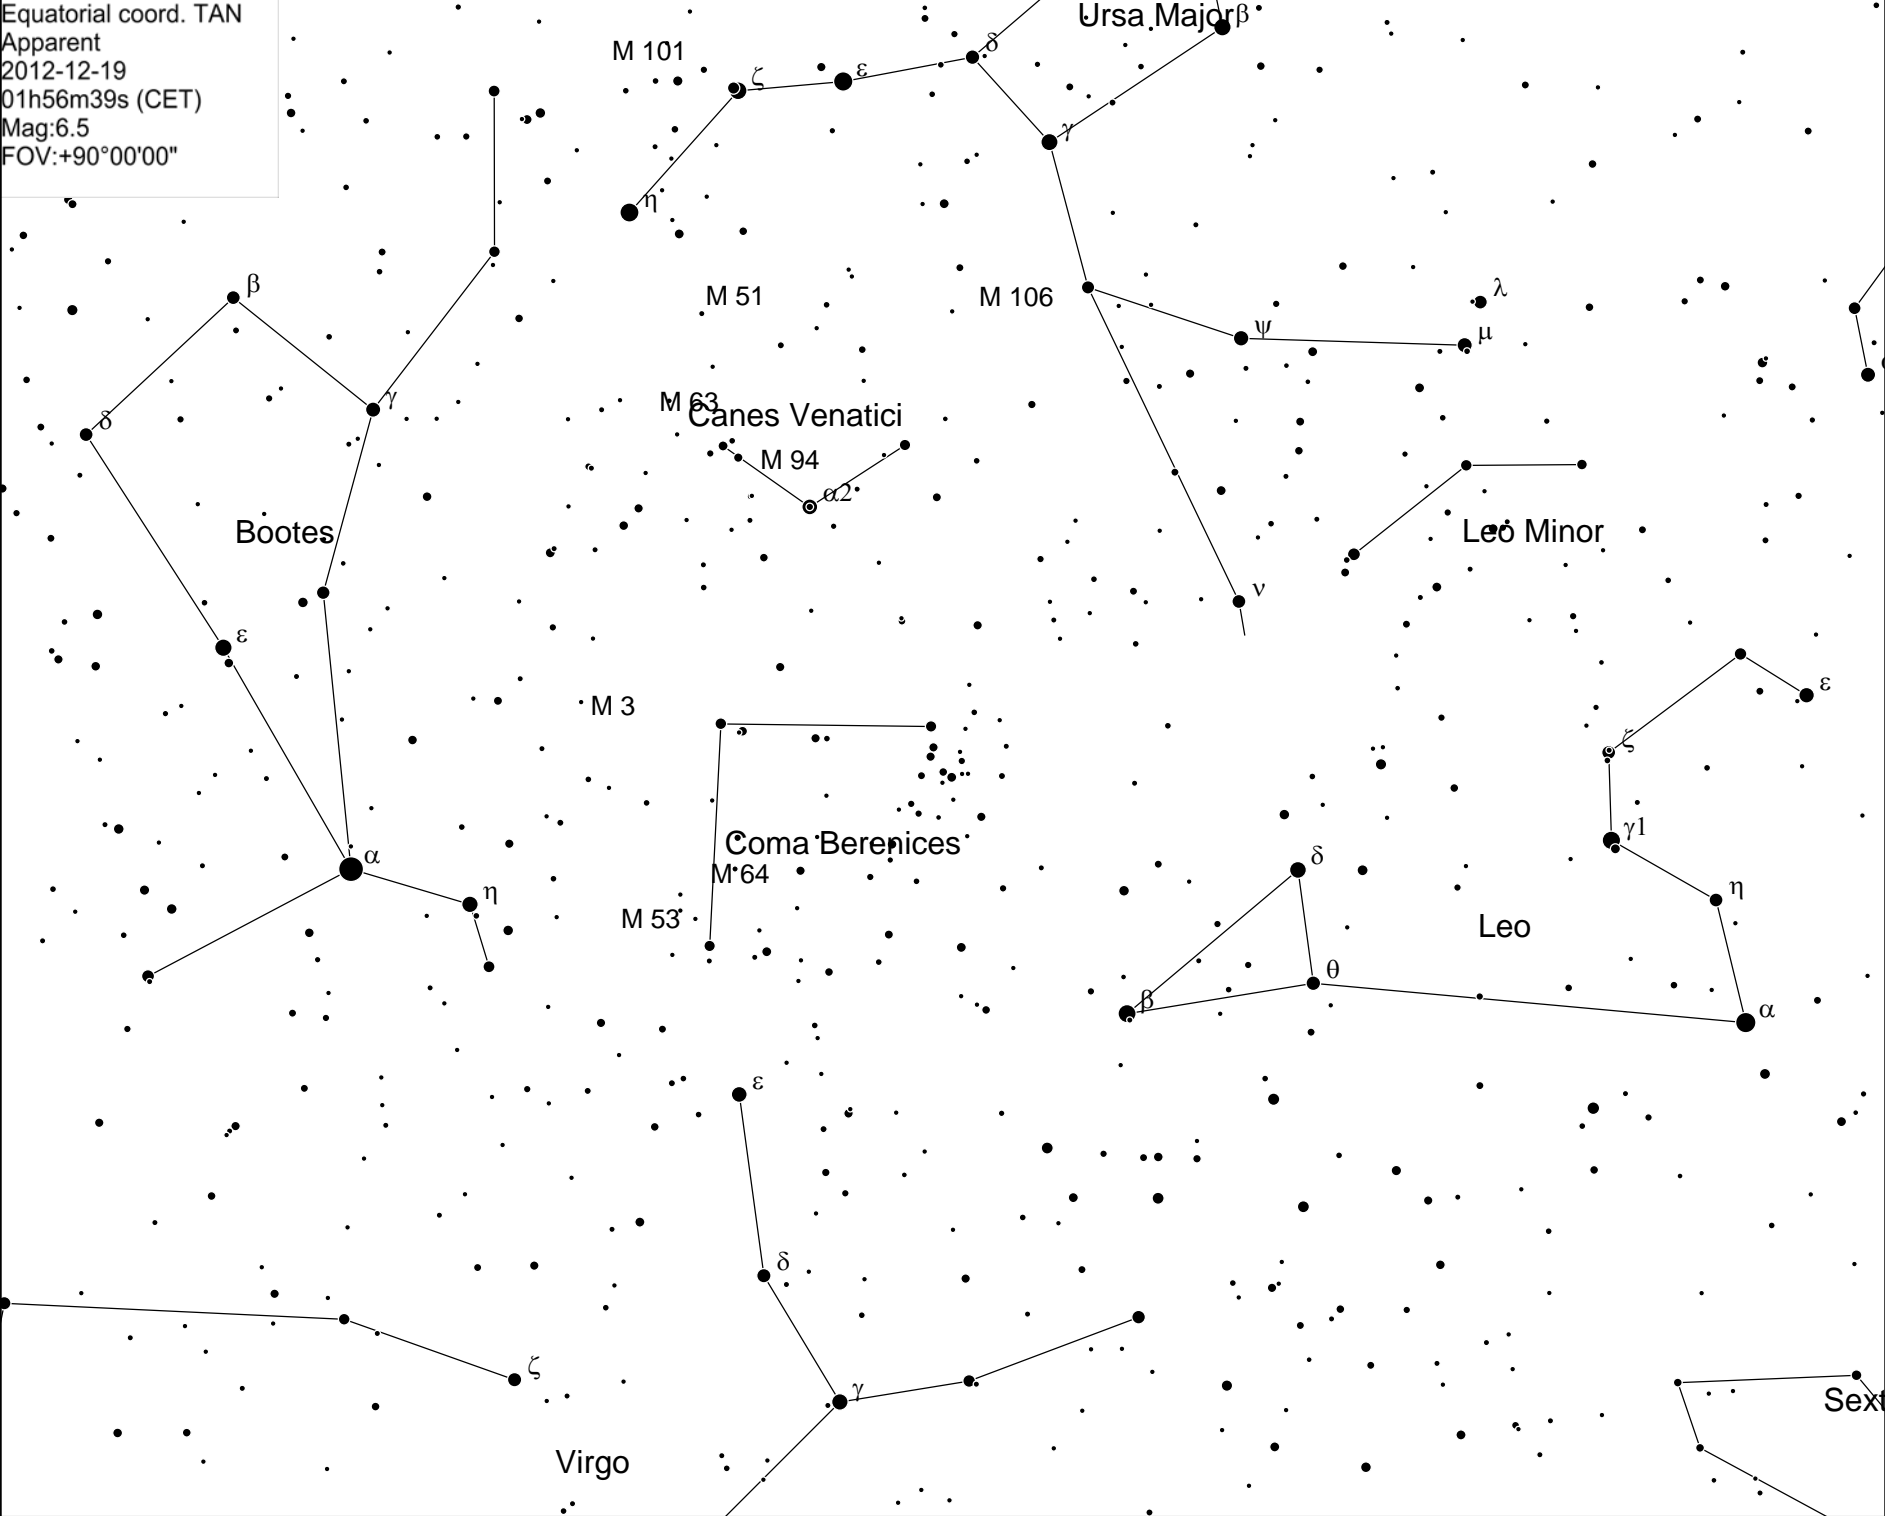 Equatorial coord. TAN
Apparent
2012-12-19
01h56m39s (CET)
Mag:6.5
FOV:+90°00'00"
Ursa Major β
M 101
δ
ζ
ε
γ
η
β
M 51
M 106
λ
ψ
μ
γ
δ
M 63
Canes Venatici
M 94
α2
Bootes
Leo Minor
ν
ε
M 3
ε
ζ
γ1
Coma Berenices
α
δ
M 64
η
η
M 53
Leo
θ
β
α
ε
δ
ζ
γ
Sext
Virgo